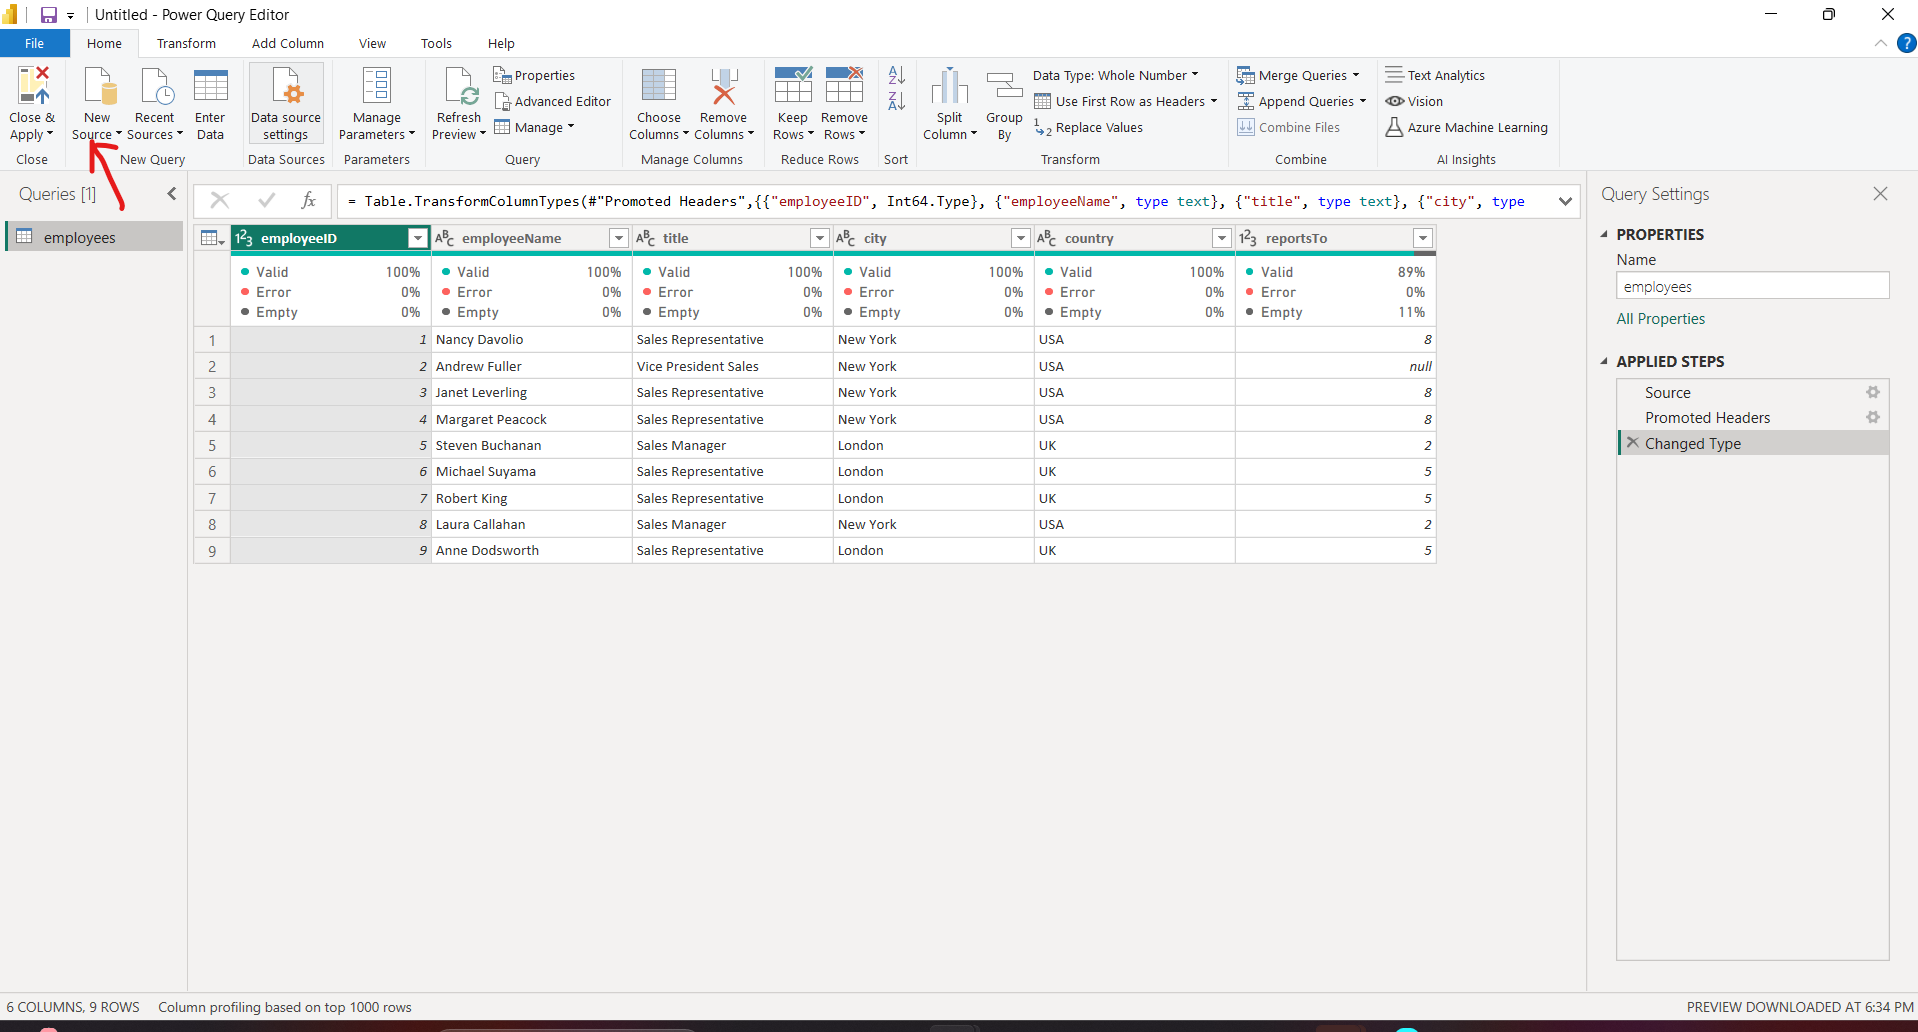 Untitled - Power Query Editor
File Home Transform Add Column View Tools Help
Close & Apply
New Source
Recent Sources
Enter Data
Data source settings
Manage Parameters
Refresh Preview
Properties
Advanced Editor
Manage
Choose Columns
Remove Columns
Keep Rows
Remove Rows
Split Column
Group By
Data Type: Whole Number
Use First Row as Headers
Replace Values
Merge Queries
Append Queries
Combine Files
Text Analytics
Vision
Azure Machine Learning
Close New Query Data Sources Parameters Query Manage Columns Reduce Rows Sort Transform Combine AI Insights
Queries [1]
employees
= Table.TransformColumnTypes(#"Promoted Headers",{{"employeeID", Int64.Type}, {"employeeName", type text}, {"title", type text}, {"city", type
employeeID employeeName title city country reportsTo
Valid 100% Valid 100% Valid 100% Valid 100% Valid 100% Valid 89%
Error 0% Error 0% Error 0% Error 0% Error 0% Error 0%
Empty 0% Empty 0% Empty 0% Empty 0% Empty 0% Empty 11%
1 1 Nancy Davolio Sales Representative New York USA 8
2 2 Andrew Fuller Vice President Sales New York USA null
3 3 Janet Leverling Sales Representative New York USA 8
4 4 Margaret Peacock Sales Representative New York USA 8
5 5 Steven Buchanan Sales Manager London UK 2
6 6 Michael Suyama Sales Representative London UK 5
7 7 Robert King Sales Representative London UK 5
8 8 Laura Callahan Sales Manager New York USA 2
9 9 Anne Dodsworth Sales Representative London UK 5
Query Settings
PROPERTIES
Name
employees
All Properties
APPLIED STEPS
Source
Promoted Headers
Changed Type
6 COLUMNS, 9 ROWS Column profiling based on top 1000 rows
PREVIEW DOWNLOADED AT 6:34 PM